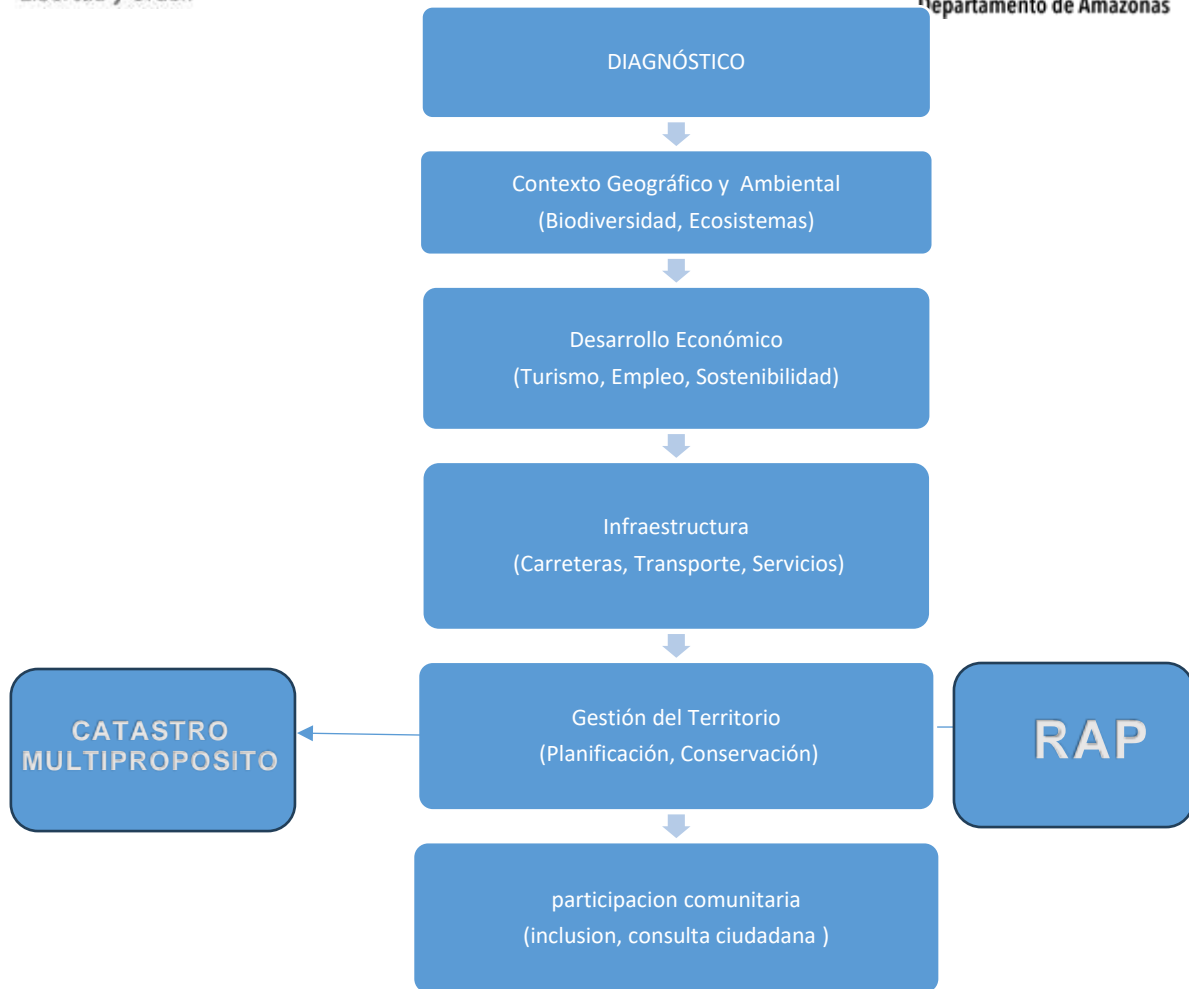 Departamento de Amazonas
DIAGNÓSTICO
Contexto Geográfico y Ambiental
(Biodiversidad, Ecosistemas)
Desarrollo Económico
(Turismo, Empleo, Sostenibilidad)
Infraestructura
(Carreteras, Transporte, Servicios)
CATASTRO
MULTIPROPOSITO
Gestión del Territorio
(Planificación, Conservación)
RAP
participacion comunitaria
(inclusion, consulta ciudadana )